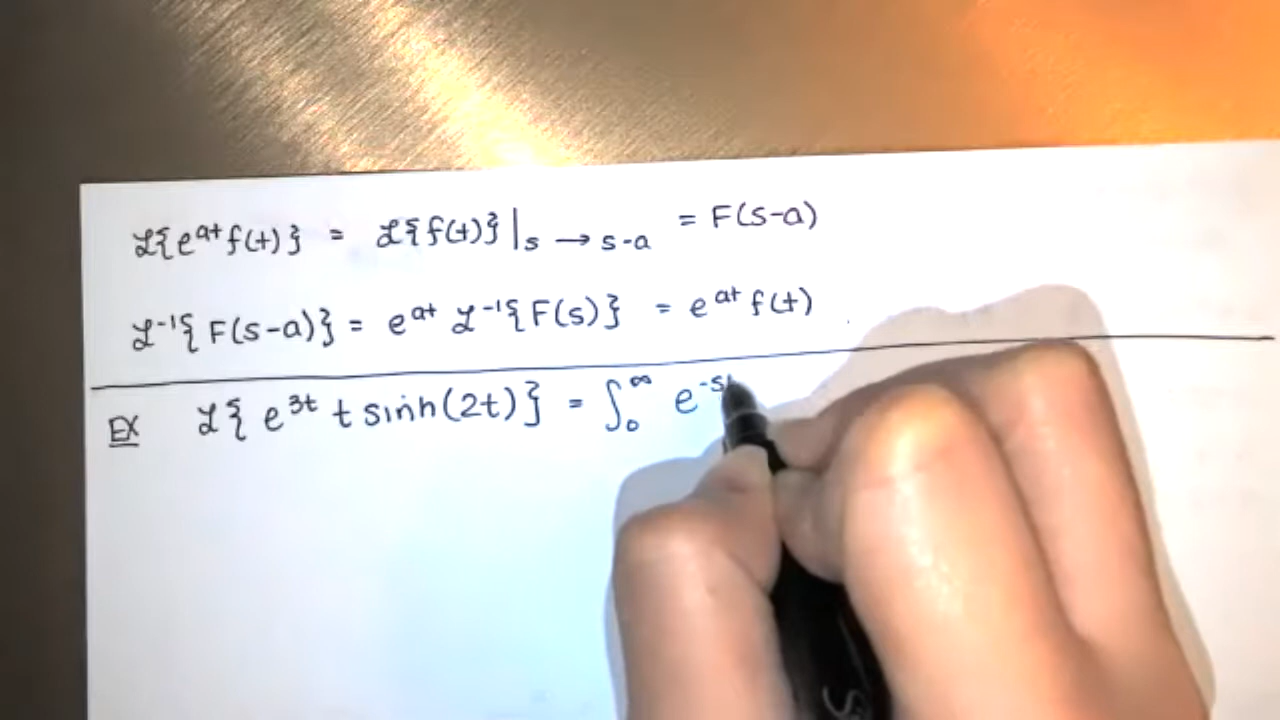 ℒ{e^{at}f(t)} = ℒ{f(t)}|_{s → s-a} = F(s-a)
ℒ^{-1}{F(s-a)} = e^{at} ℒ^{-1}{F(s)} = e^{at} f(t)
EX ℒ{e^{3t} t sinh(2t)} = ∫_0^∞ e^{-s